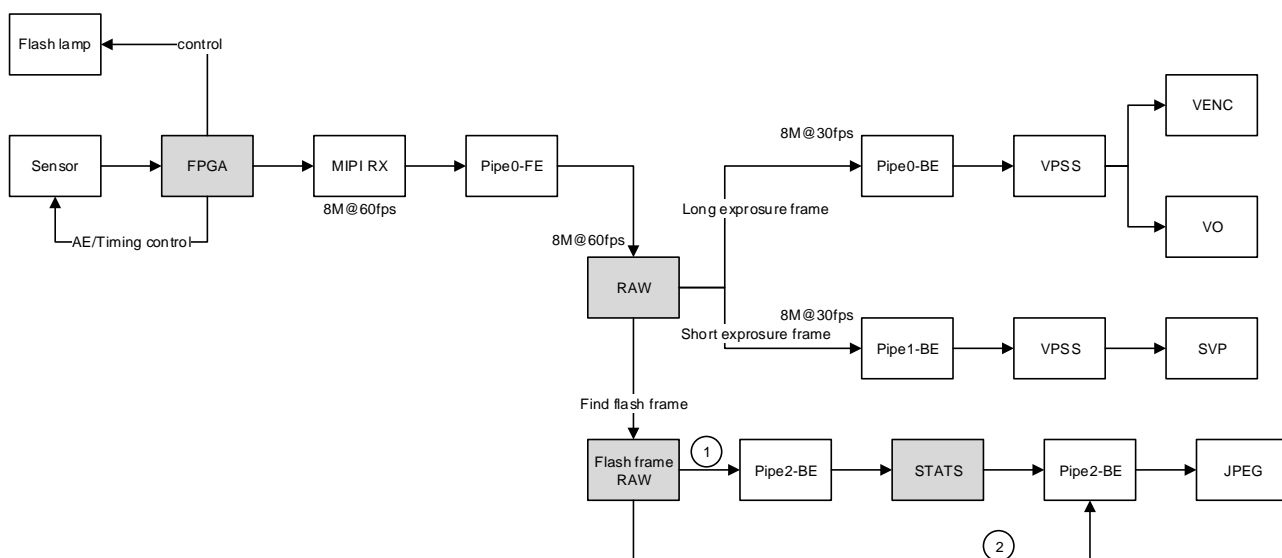 Flash lamp
control
VENC
8M@30fps
Sensor
FPGA
MIPI RX
Pipe0-FE
Pipe0-BE
VPSS
8M@60fps
Long exprosure frame
AE/Timing control
8M@60fps
VO
RAW
8M@30fps
Short exprosure frame
Pipe1-BE
VPSS
SVP
Find flash frame
Flash frame
RAW
1
Pipe2-BE
STATS
Pipe2-BE
JPEG
2